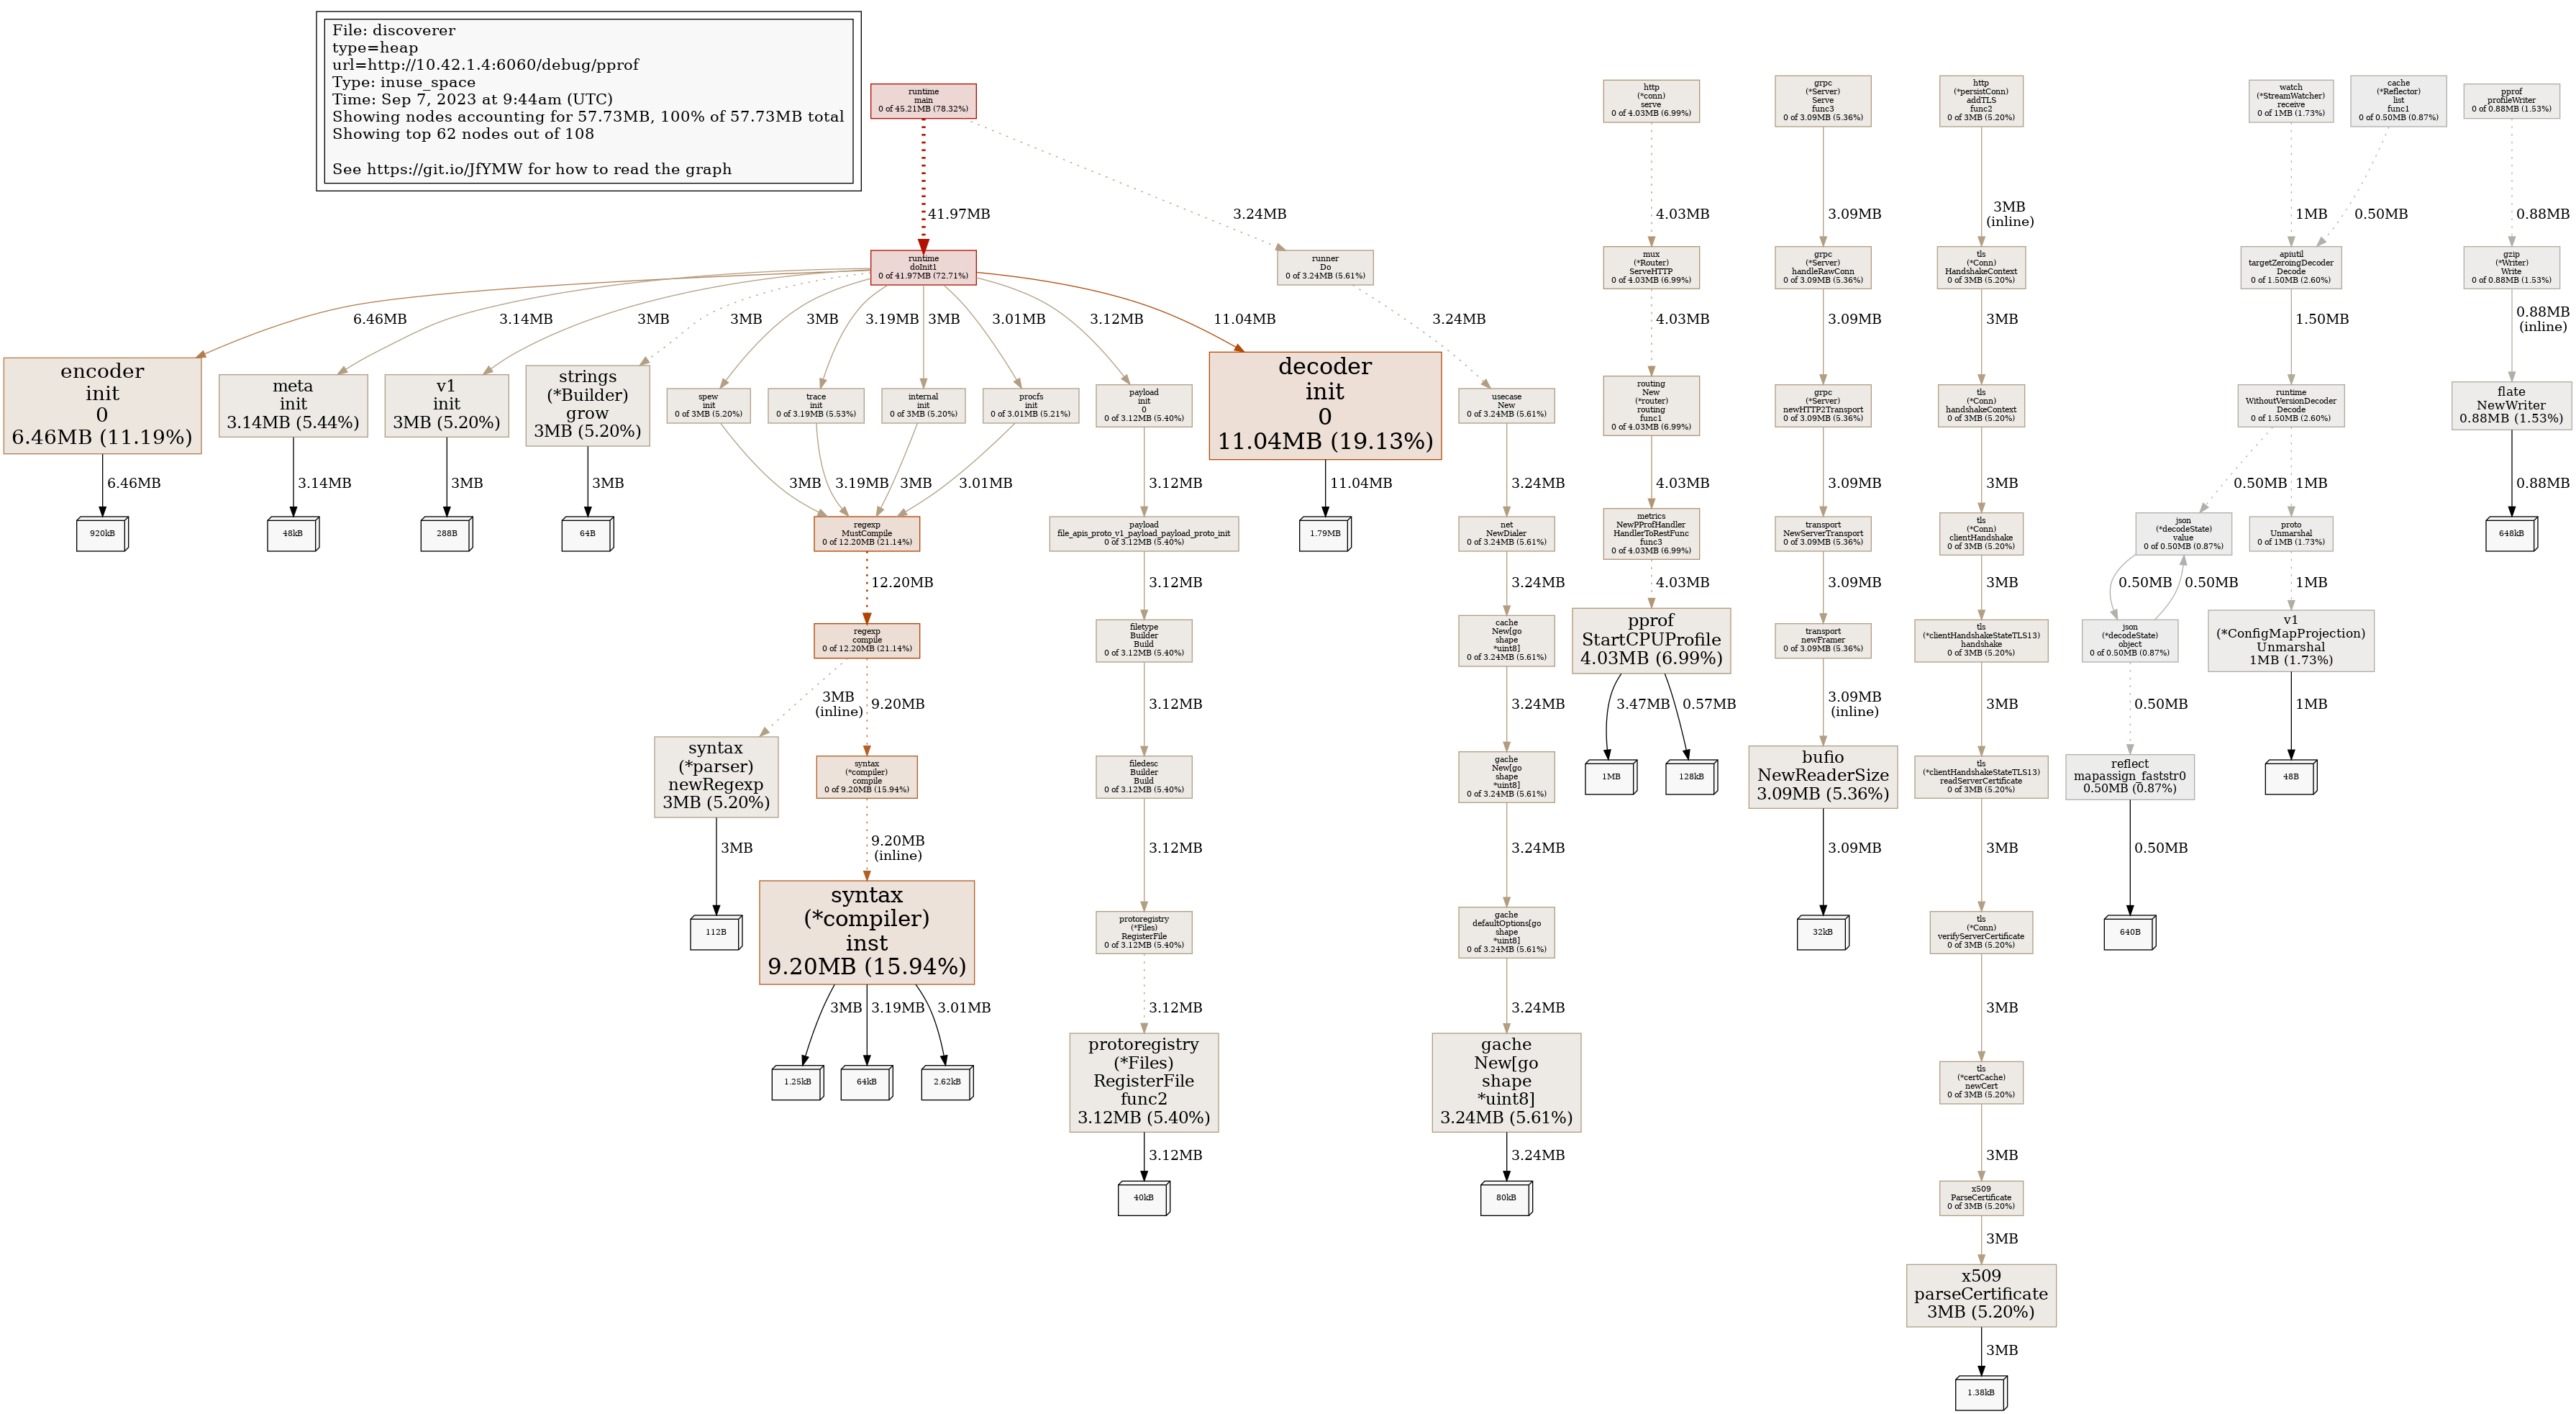 File: discoverer
type=heap
url=http://10.42.1.4:6060/debug/pprof
Type: inuse_space
Time: Sep 7, 2023 at 9:44am (UTC)
Showing nodes accounting for 57.73MB, 100% of 57.73MB total
Showing top 62 nodes out of 108
See https://git.io/JfYMW for how to read the graph
runtime
main
0 of 45.21MB (78.32%)
http
(*conn)
serve
0 of 4.03MB (6.99%)
grpc
(*Server)
Serve
func3
0 of 3.09MB (5.36%)
http
(*persistConn)
addTLS
func2
0 of 3MB (5.20%)
watch
(*StreamWatcher)
receive
0 of 1MB (1.73%)
cache
(*Reflector)
list
func1
0 of 0.50MB (0.87%)
pprof
profileWriter
0 of 0.88MB (1.53%)
41.97MB
3.24MB
4.03MB
3.09MB
3MB
(inline)
1MB
0.50MB
0.88MB
runtime
doInit1
0 of 41.97MB (72.71%)
runner
Do
0 of 3.24MB (5.61%)
mux
(*Router)
ServeHTTP
0 of 4.03MB (6.99%)
grpc
(*Server)
handleRawConn
0 of 3.09MB (5.36%)
tls
(*Conn)
HandshakeContext
0 of 3MB (5.20%)
apiutil
targetZeroingDecoder
Decode
0 of 1.50MB (2.60%)
gzip
(*Writer)
Write
0 of 0.88MB (1.53%)
6.46MB
3.14MB
3MB
3MB
3MB
3.19MB
3MB
3.01MB
3.12MB
11.04MB
3.24MB
4.03MB
3.09MB
3MB
1.50MB
0.88MB
(inline)
encoder
init
0
6.46MB (11.19%)
meta
init
3.14MB (5.44%)
v1
init
3MB (5.20%)
strings
(*Builder)
grow
3MB (5.20%)
spew
init
0 of 3MB (5.20%)
trace
init
0 of 3.19MB (5.53%)
internal
init
0 of 3MB (5.20%)
procfs
init
0 of 3.01MB (5.21%)
payload
init
0
0 of 3.12MB (5.40%)
decoder
init
0
11.04MB (19.13%)
usecase
New
0 of 3.24MB (5.61%)
routing
New
(*router)
routing
func1
0 of 4.03MB (6.99%)
grpc
(*Server)
newHTTP2Transport
0 of 3.09MB (5.36%)
tls
(*Conn)
handshakeContext
0 of 3MB (5.20%)
runtime
WithoutVersionDecoder
Decode
0 of 1.50MB (2.60%)
flate
NewWriter
0.88MB (1.53%)
6.46MB
3.14MB
3MB
3MB
3MB
3.19MB
3MB
3.01MB
3.12MB
11.04MB
3.24MB
4.03MB
3.09MB
3MB
0.50MB
1MB
0.88MB
920kB
48kB
288B
64B
regexp
MustCompile
0 of 12.20MB (21.14%)
payload
file_apis_proto_v1_payload_payload_proto_init
0 of 3.12MB (5.40%)
1.79MB
net
NewDialer
0 of 3.24MB (5.61%)
metrics
NewPProfHandler
HandlerToRestFunc
func3
0 of 4.03MB (6.99%)
transport
NewServerTransport
0 of 3.09MB (5.36%)
tls
(*Conn)
clientHandshake
0 of 3MB (5.20%)
json
(*decodeState)
value
0 of 0.50MB (0.87%)
proto
Unmarshal
0 of 1MB (1.73%)
648kB
12.20MB
3.12MB
3.24MB
4.03MB
3.09MB
3MB
0.50MB
0.50MB
1MB
regexp
compile
0 of 12.20MB (21.14%)
filetype
Builder
Build
0 of 3.12MB (5.40%)
cache
New[go
shape
*uint8]
0 of 3.24MB (5.61%)
pprof
StartCPUProfile
4.03MB (6.99%)
transport
newFramer
0 of 3.09MB (5.36%)
tls
(*clientHandshakeStateTLS13)
handshake
0 of 3MB (5.20%)
json
(*decodeState)
object
0 of 0.50MB (0.87%)
v1
(*ConfigMapProjection)
Unmarshal
1MB (1.73%)
3MB
(inline)
9.20MB
3.12MB
3.24MB
3.47MB
0.57MB
3.09MB
(inline)
3MB
0.50MB
1MB
syntax
(*parser)
newRegexp
3MB (5.20%)
syntax
(*compiler)
compile
0 of 9.20MB (15.94%)
filedesc
Builder
Build
0 of 3.12MB (5.40%)
gache
New[go
shape
*uint8]
0 of 3.24MB (5.61%)
1MB
128kB
bufio
NewReaderSize
3.09MB (5.36%)
tls
(*clientHandshakeStateTLS13)
readServerCertificate
0 of 3MB (5.20%)
reflect
mapassign_faststr0
0.50MB (0.87%)
48B
3MB
9.20MB
(inline)
3.12MB
3.24MB
3.09MB
3MB
0.50MB
112B
syntax
(*compiler)
inst
9.20MB (15.94%)
protoregistry
(*Files)
RegisterFile
0 of 3.12MB (5.40%)
gache
defaultOptions[go
shape
*uint8]
0 of 3.24MB (5.61%)
32kB
tls
(*Conn)
verifyServerCertificate
0 of 3MB (5.20%)
640B
3MB
3.19MB
3.01MB
3.12MB
3.24MB
3MB
1.25kB
64kB
2.62kB
protoregistry
(*Files)
RegisterFile
func2
3.12MB (5.40%)
gache
New[go
shape
*uint8]
3.24MB (5.61%)
tls
(*certCache)
newCert
0 of 3MB (5.20%)
3.12MB
3.24MB
3MB
40kB
80kB
x509
ParseCertificate
0 of 3MB (5.20%)
3MB
x509
parseCertificate
3MB (5.20%)
3MB
1.38kB